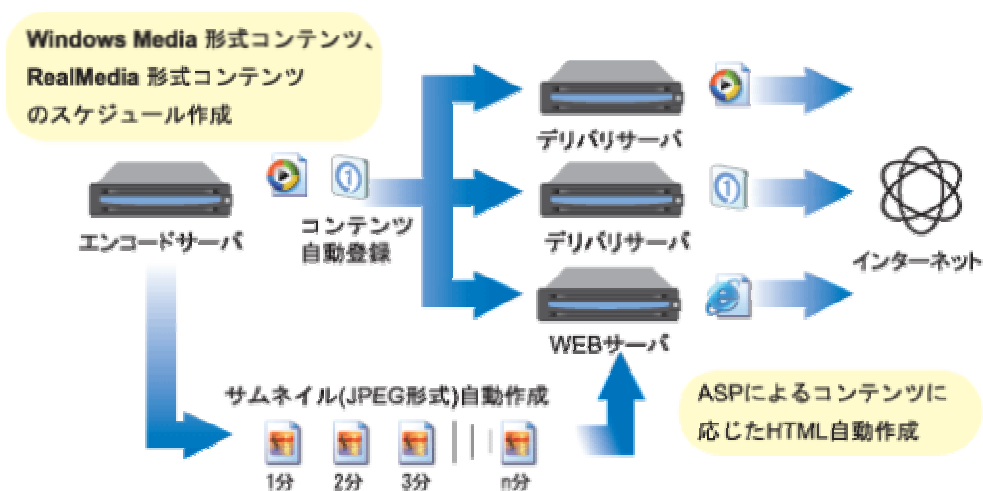 Windows Media 形式コンテンツ、
RealMedia 形式コンテンツ
のスケジュール作成
エンコードサーバ
コンテンツ
自動登録
デリバリサーバ
デリバリサーバ
WEBサーバ
インターネット
サムネイル(JPEG形式)自動作成
1分
2分
3分
n分
ASPによるコンテンツに
応じたHTML自動作成